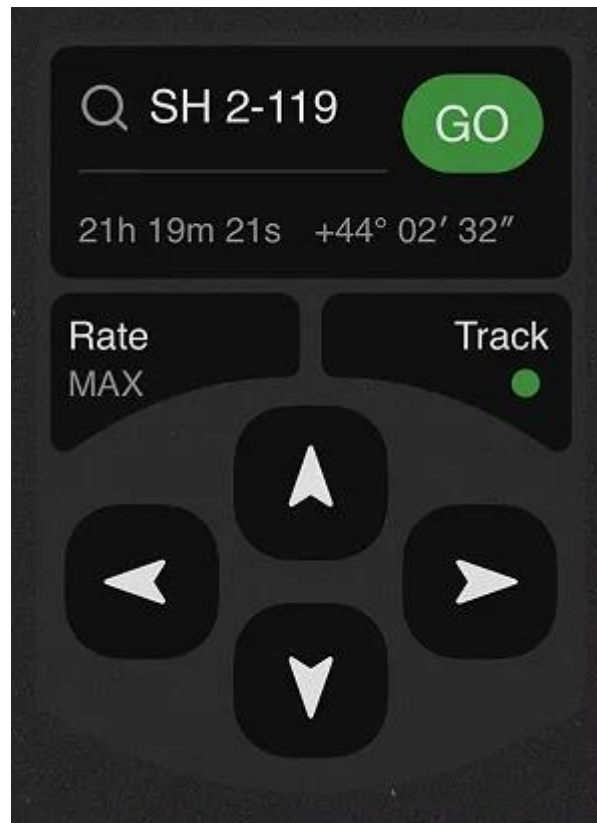 SH 2-119
GO
21h 19m 21s +44° 02′ 32″
Rate
Track
MAX